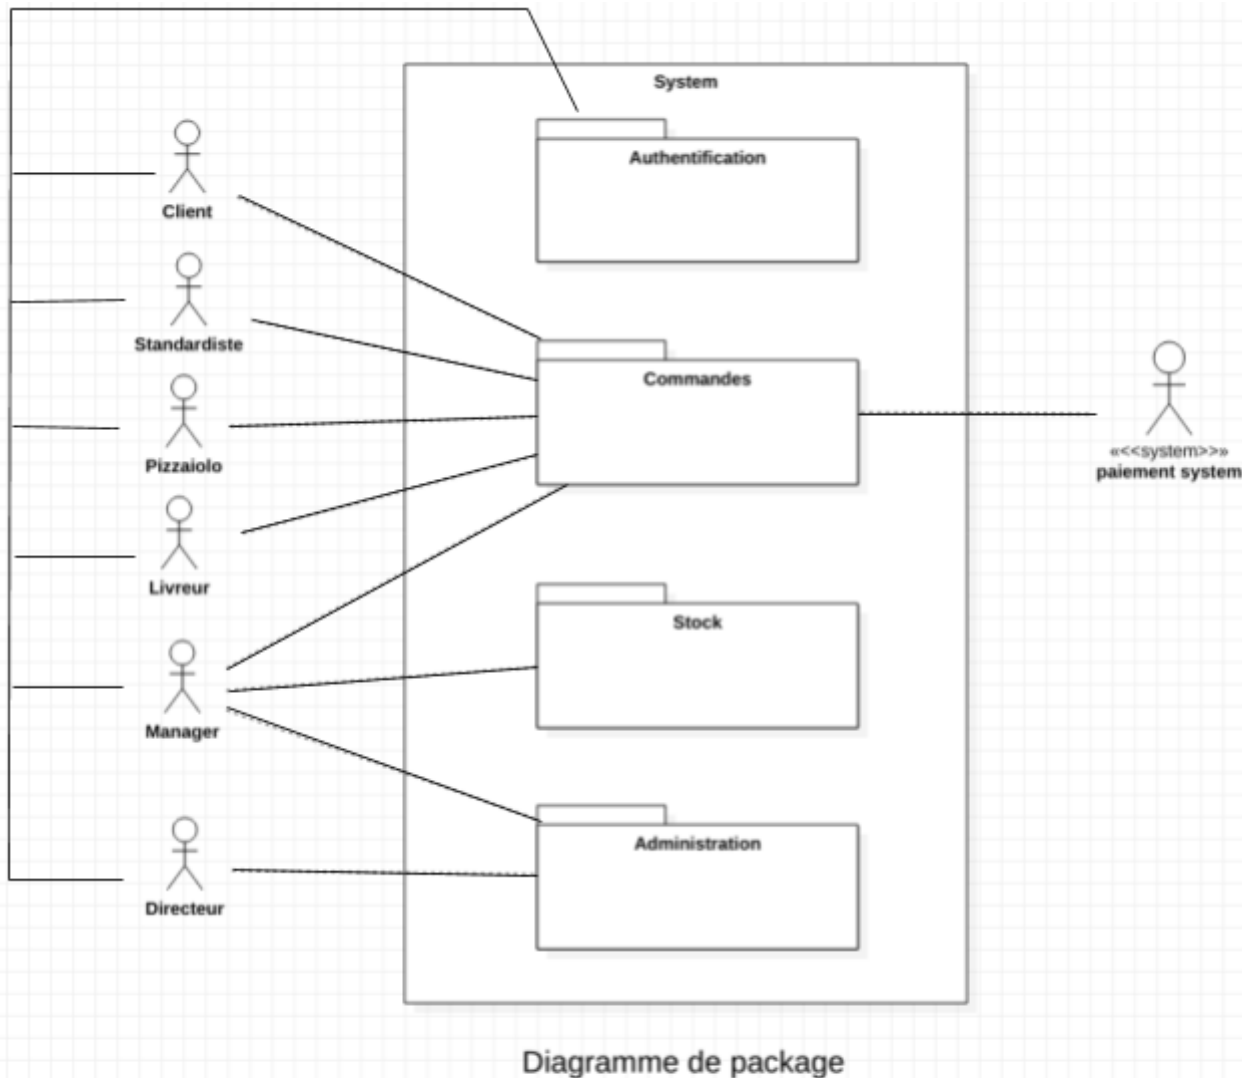 System
Authentification
Client
Standardiste
Commandes
Pizzaiolo
«<<system>>»
paiement system
Livreur
Stock
Manager
Administration
Directeur
Diagramme de package